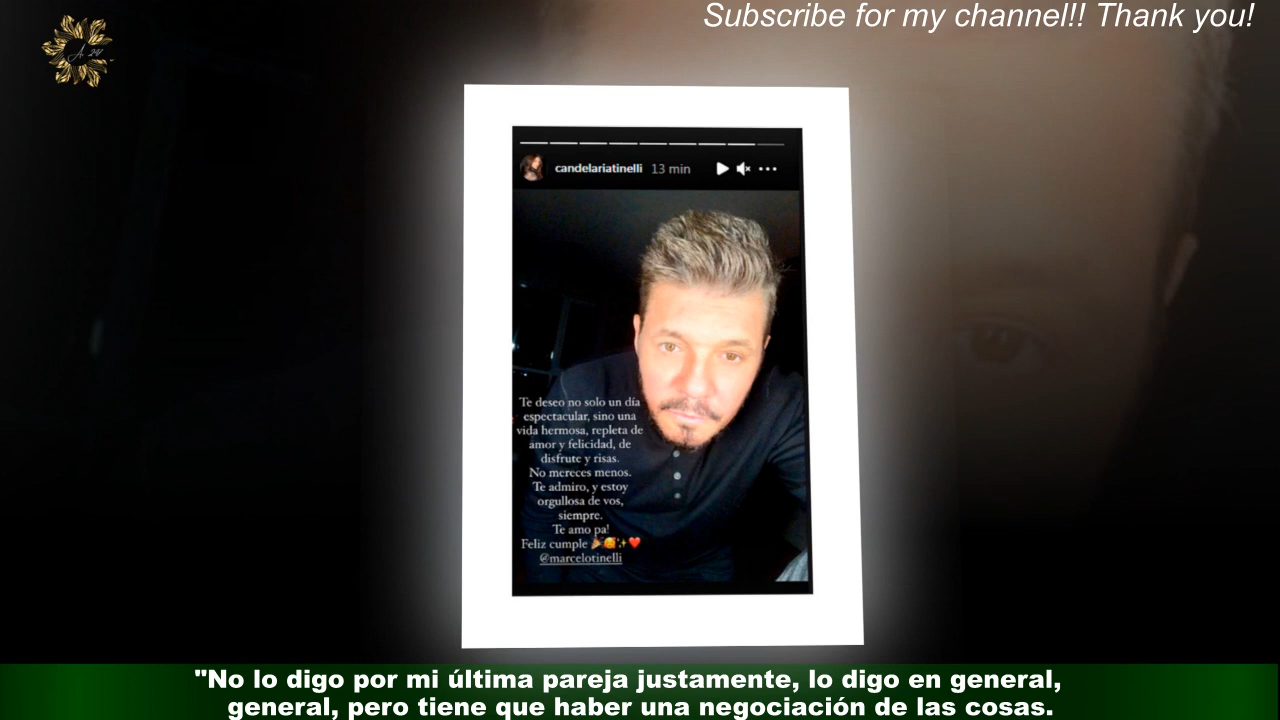 Subscribe for my channel!! Thank you!
candelariatinelli 13 min
Te deseo no solo un día
espectacular, sino una
vida hermosa, repleta de
amor y felicidad, de
disfrute y risas.
No mereces menos.
Te admiro, y estoy
orgullosa de vos,
siempre.
Te amo pa!
Feliz cumple 🎉🥰✨❤️
@marcelotinelli
"No lo digo por mi última pareja justamente, lo digo en general,
general, pero tiene que haber una negociación de las cosas.